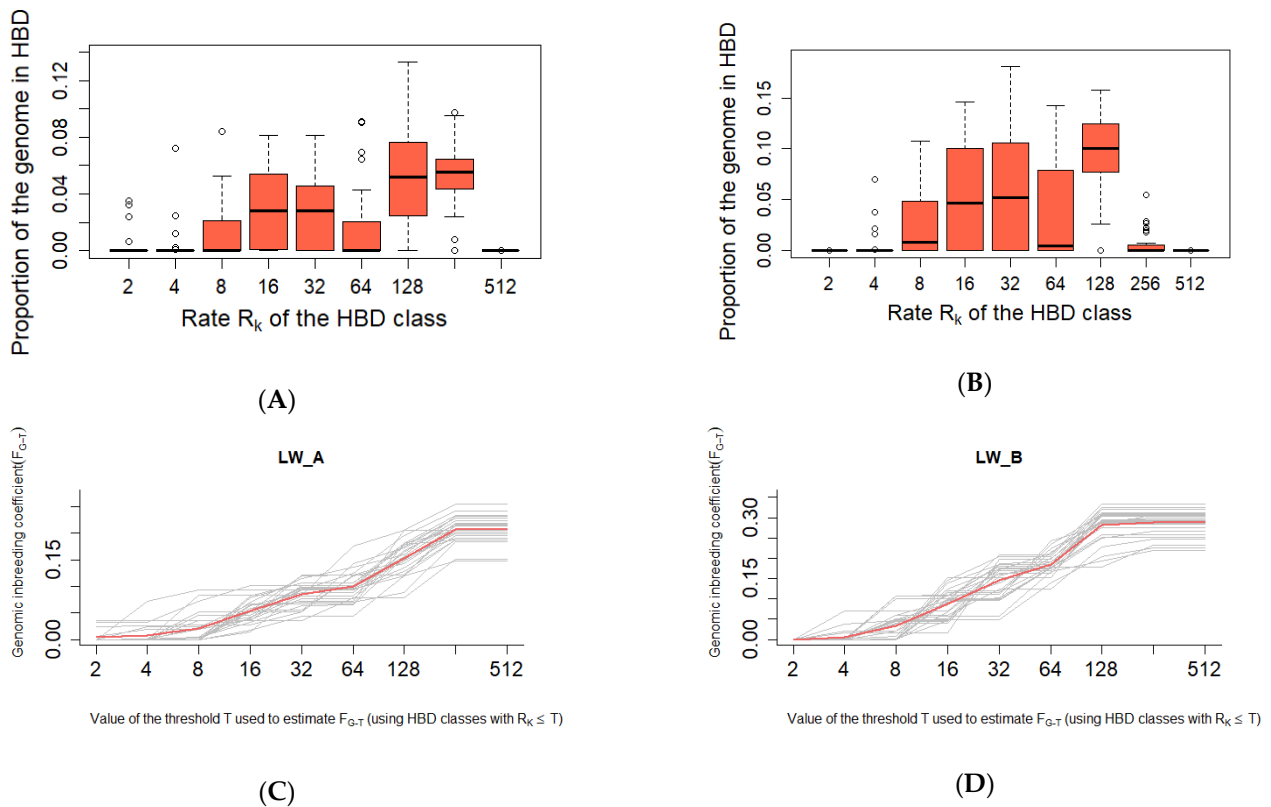 Proportion of the genome in HBD
0.00 0.04 0.08 0.12
2 4 8 16 32 64 128 512
Rate Rk of the HBD class
(A)
Proportion of the genome in HBD
0.00 0.05 0.10 0.15
2 4 8 16 32 64 128 256 512
Rate Rk of the HBD class
(B)
LW_A
Genomic inbreeding coefficient(FG−T)
0.00 0.15
2 4 8 16 32 64 128 512
Value of the threshold T used to estimate FG-T (using HBD classes with RK ≤ T)
(C)
LW_B
Genomic inbreeding coefficient(FG−T)
0.00 0.15 0.30
2 4 8 16 32 64 128 512
Value of the threshold T used to estimate FG-T (using HBD classes with RK ≤ T)
(D)